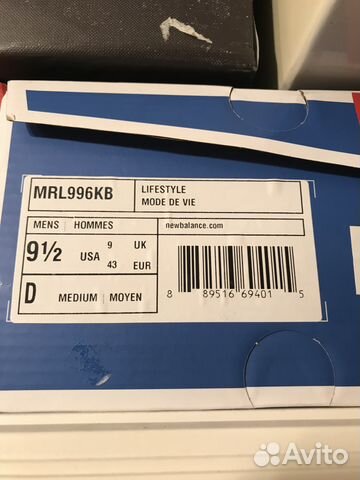 MRL996KB
LIFESTYLE
MODE DE VIE
MENS | HOMMES
newbalance.com
9½ USA 9 UK
43 EUR
D MEDIUM | MOYEN
8 89516 69401 5
Avito